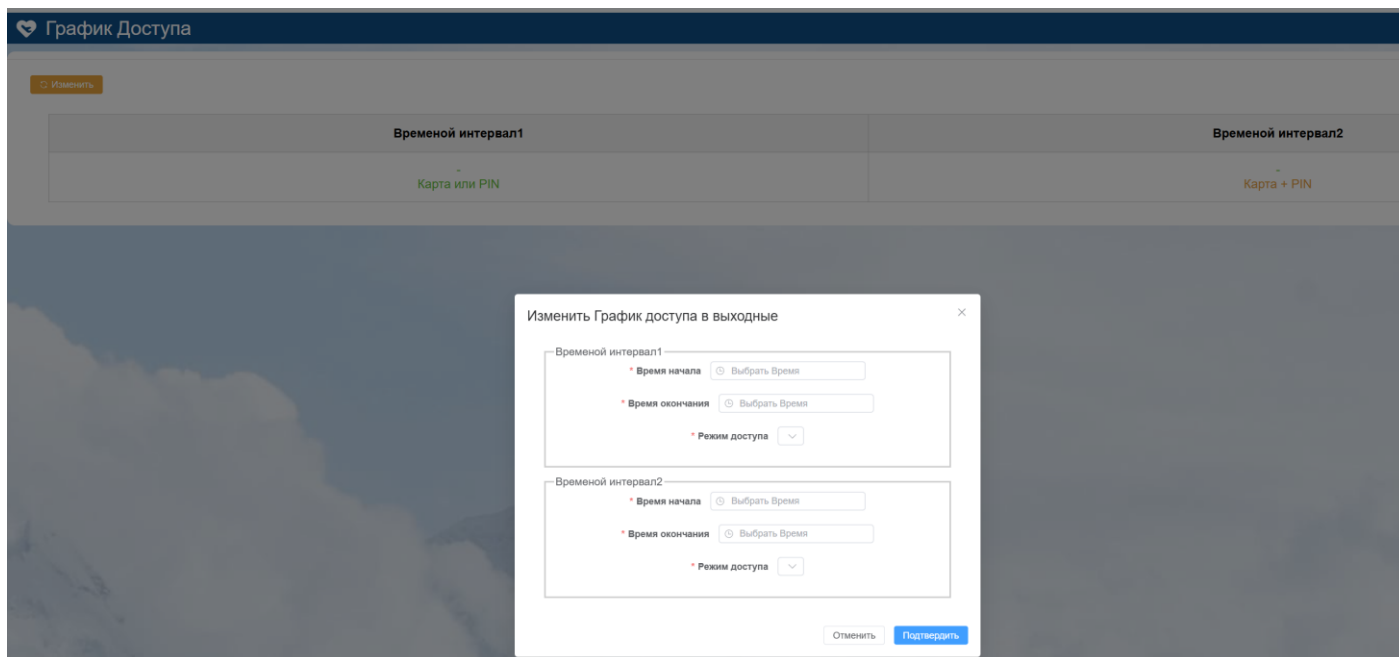 График Доступа
Изменить
Временой интервал1 Временой интервал2
- -
Карта или PIN Карта + PIN
Изменить График доступа в выходные
Временой интервал1
* Время начала Выбрать Время
* Время окончания Выбрать Время
* Режим доступа
Временой интервал2
* Время начала Выбрать Время
* Время окончания Выбрать Время
* Режим доступа
Отменить Подтвердить